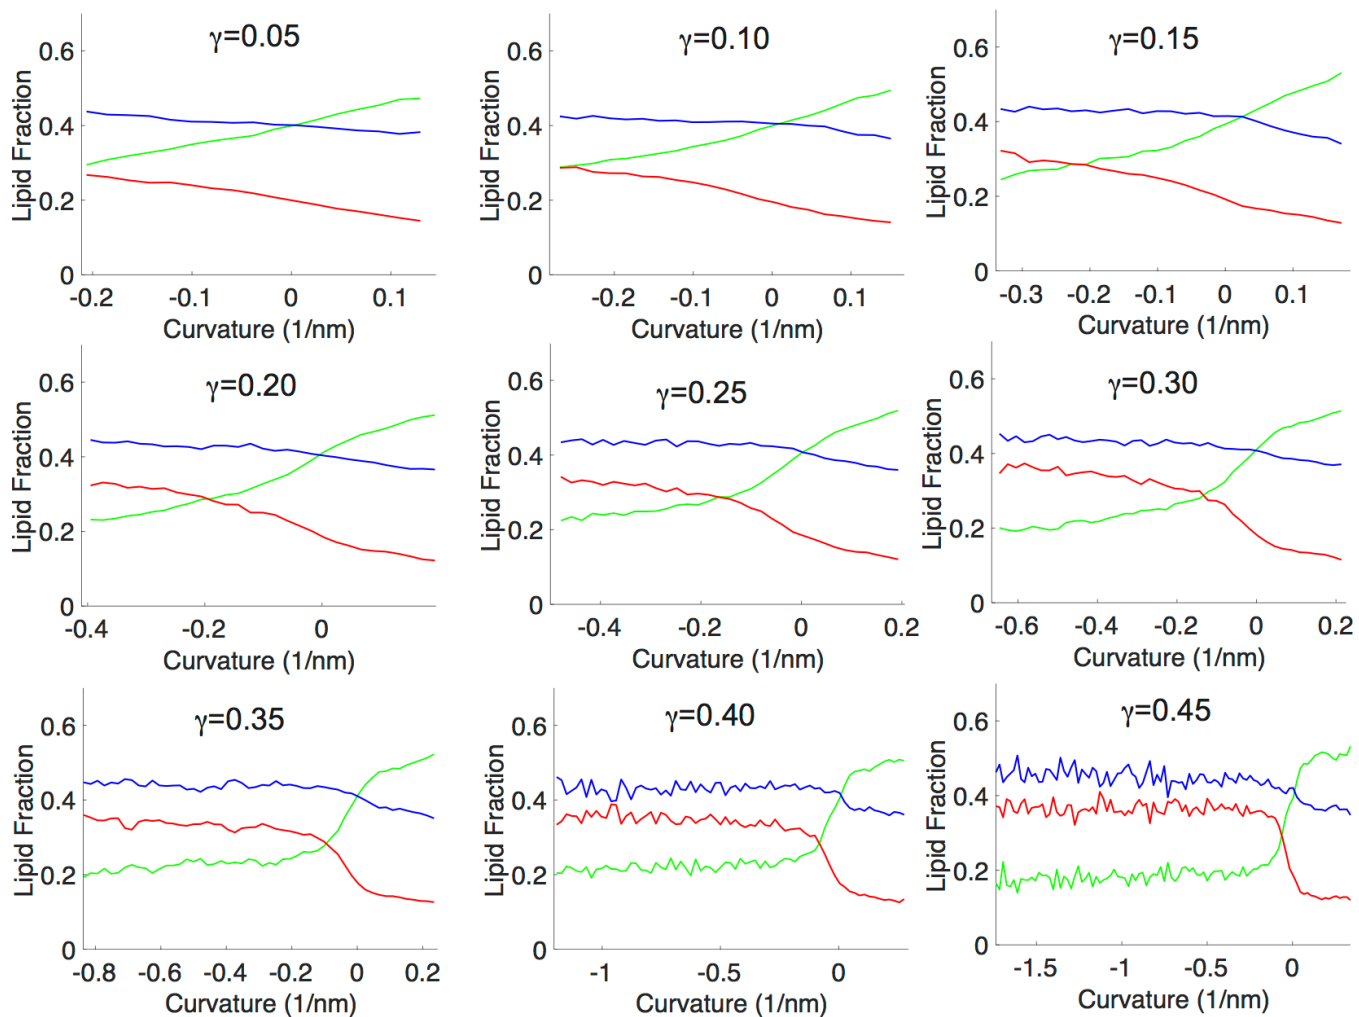 γ=0.05
0.6
0.4
0.2
0
Lipid Fraction
-0.2 -0.1 0 0.1
Curvature (1/nm)
γ=0.10
0.6
0.4
0.2
0
Lipid Fraction
-0.2 -0.1 0 0.1
Curvature (1/nm)
γ=0.15
0.6
0.4
0.2
0
Lipid Fraction
-0.3 -0.2 -0.1 0 0.1
Curvature (1/nm)
γ=0.20
0.6
0.4
0.2
0
Lipid Fraction
-0.4 -0.2 0
Curvature (1/nm)
γ=0.25
0.6
0.4
0.2
0
Lipid Fraction
-0.4 -0.2 0 0.2
Curvature (1/nm)
γ=0.30
0.6
0.4
0.2
0
Lipid Fraction
-0.6 -0.4 -0.2 0 0.2
Curvature (1/nm)
γ=0.35
0.6
0.4
0.2
0
Lipid Fraction
-0.8 -0.6 -0.4 -0.2 0 0.2
Curvature (1/nm)
γ=0.40
0.6
0.4
0.2
0
Lipid Fraction
-1 -0.5 0
Curvature (1/nm)
γ=0.45
0.6
0.4
0.2
0
Lipid Fraction
-1.5 -1 -0.5 0
Curvature (1/nm)